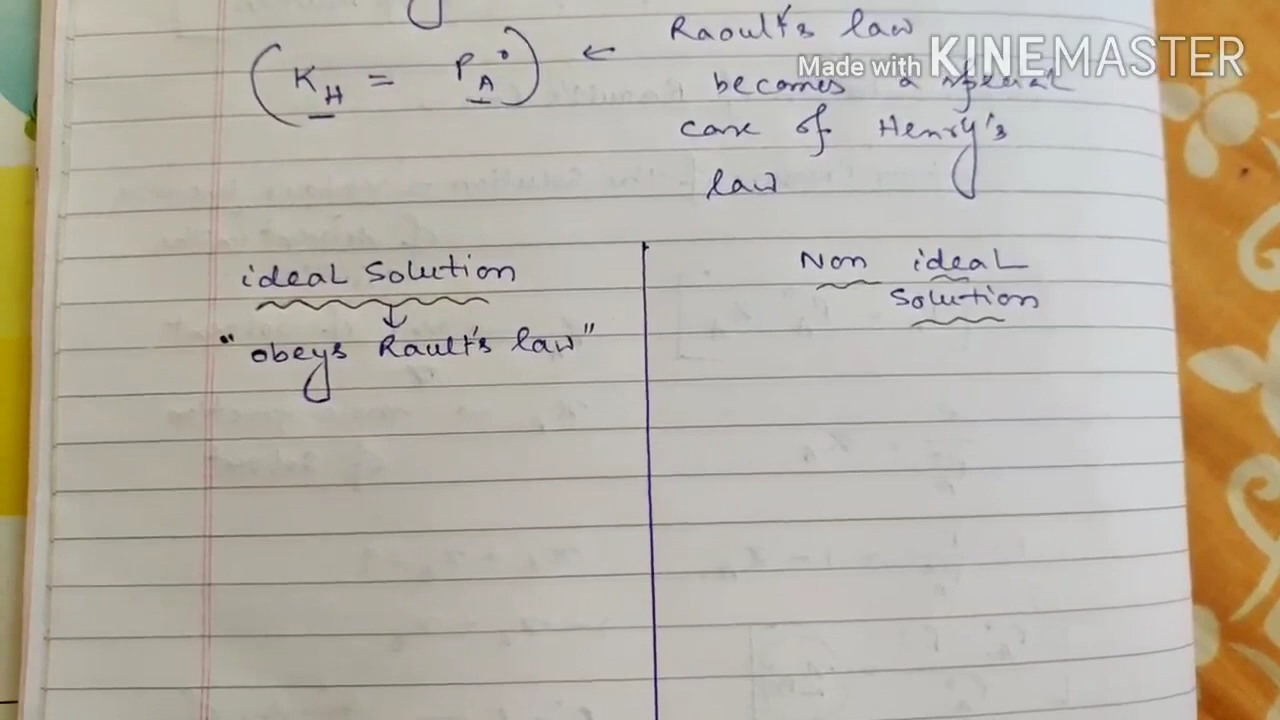 Raoult's law
(K_H = P_A°) ← becomes a special
case of Henry's
law
Made with KINEMASTER
ideal Solution
↓
"obeys Rault's law"
Non ideal
Solution